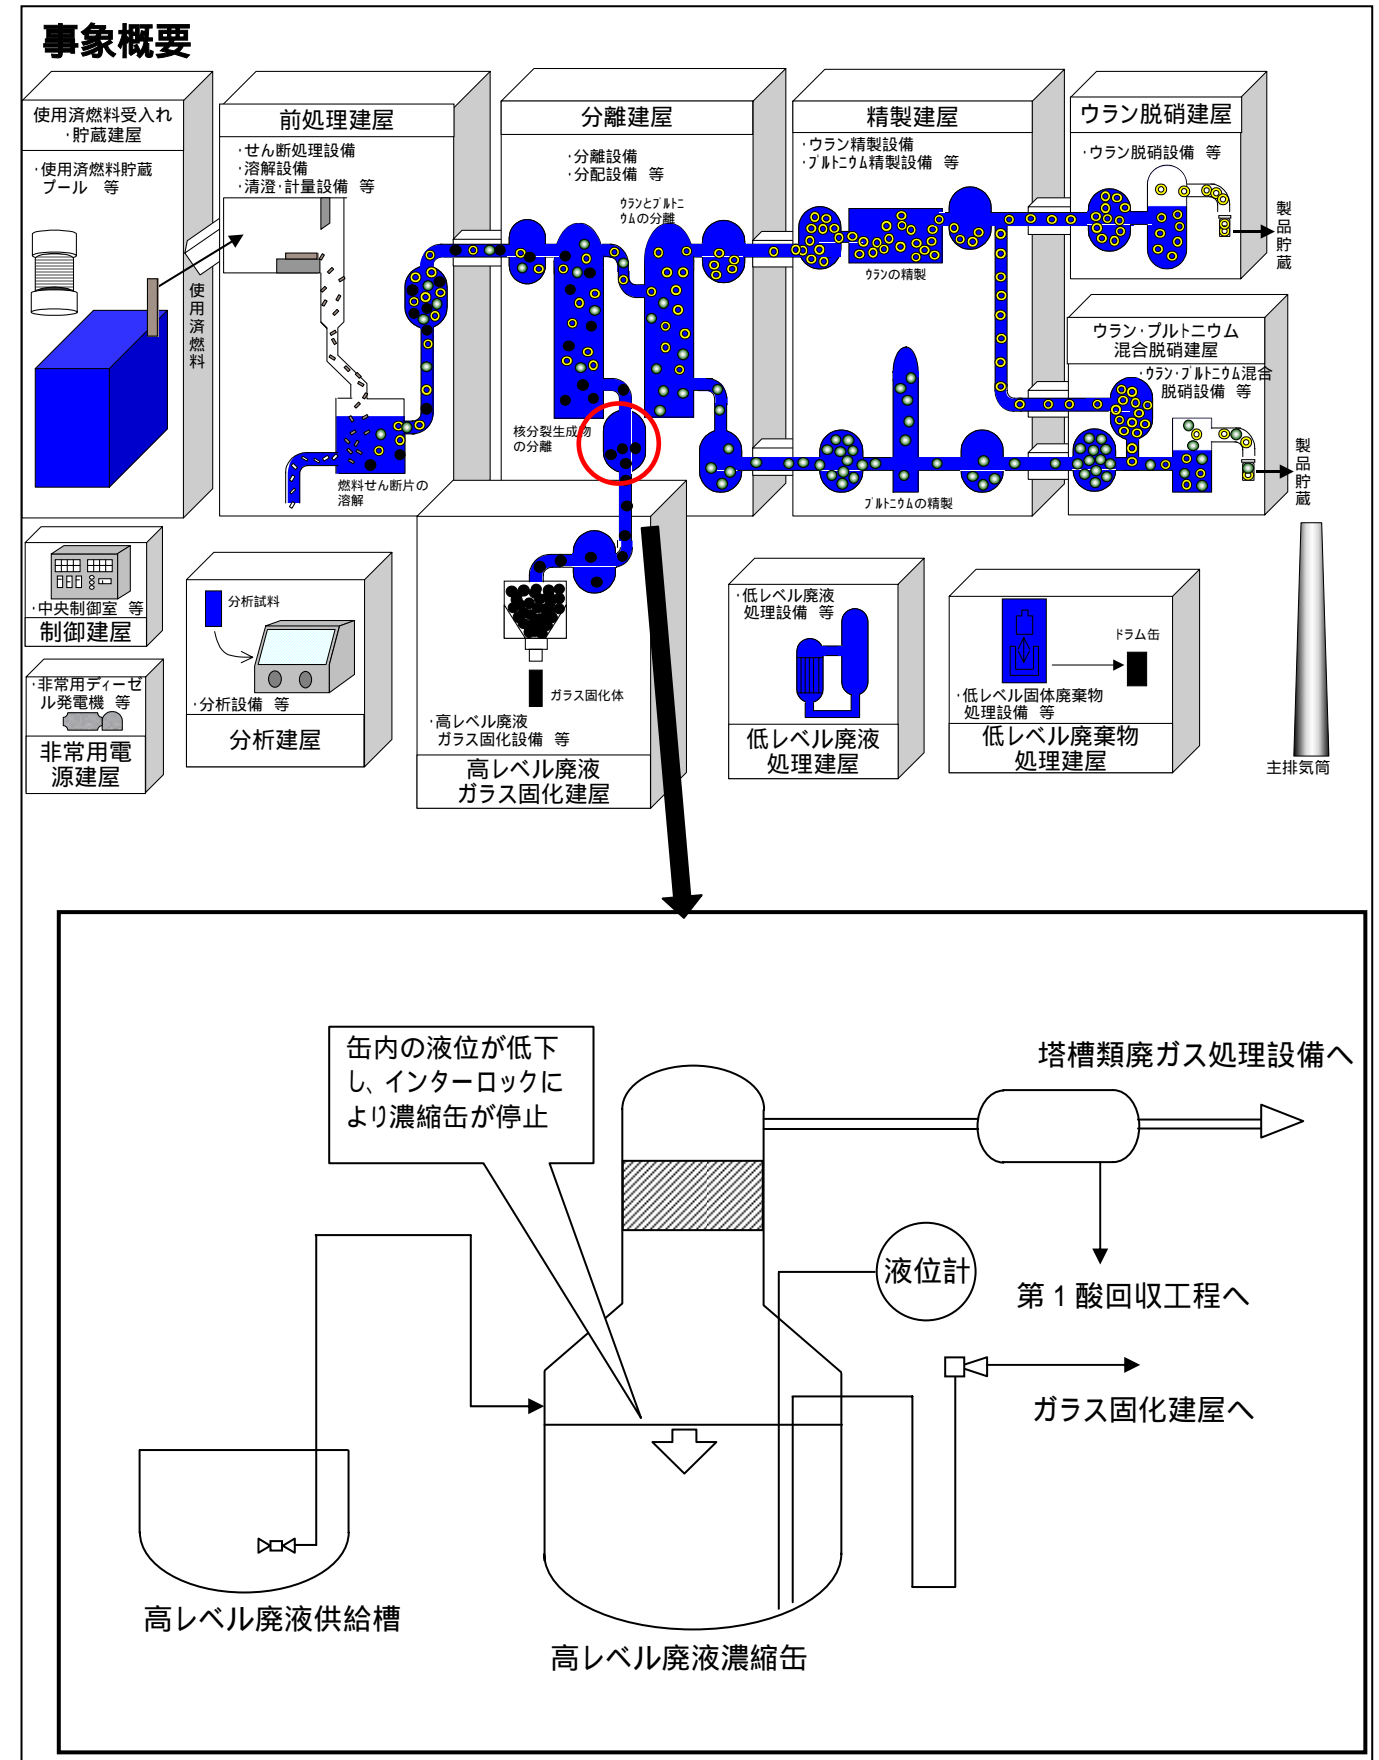 事象概要
使用済燃料受入れ
・貯蔵建屋
・使用済燃料貯蔵
プール 等
使用済燃料
前処理建屋
・せん断処理設備
・溶解設備
・清澄・計量設備 等
燃料せん断片の
溶解
分離建屋
・分離設備
・分配設備 等
ウランとプルトニ
ウムの分離
核分裂生成物
の分離
精製建屋
・ウラン精製設備
・プルトニウム精製設備 等
ウランの精製
プルトニウムの精製
ウラン脱硝建屋
・ウラン脱硝設備 等
製品貯蔵
ウラン・プルトニウム
混合脱硝建屋
・ウラン・プルトニウム混合
脱硝設備 等
製品貯蔵
・中央制御室 等
制御建屋
・非常用ディーゼ
ル発電機 等
非常用電
源建屋
分析試料
・分析設備 等
分析建屋
ガラス固化体
・高レベル廃液
ガラス固化設備 等
高レベル廃液
ガラス固化建屋
・低レベル廃液
処理設備 等
低レベル廃液
処理建屋
ドラム缶
・低レベル固体廃棄物
処理設備 等
低レベル廃棄物
処理建屋
主排気筒
缶内の液位が低下
し、インターロックに
より濃縮缶が停止
塔槽類廃ガス処理設備へ
液位計
第1酸回収工程へ
ガラス固化建屋へ
高レベル廃液供給槽
高レベル廃液濃縮缶